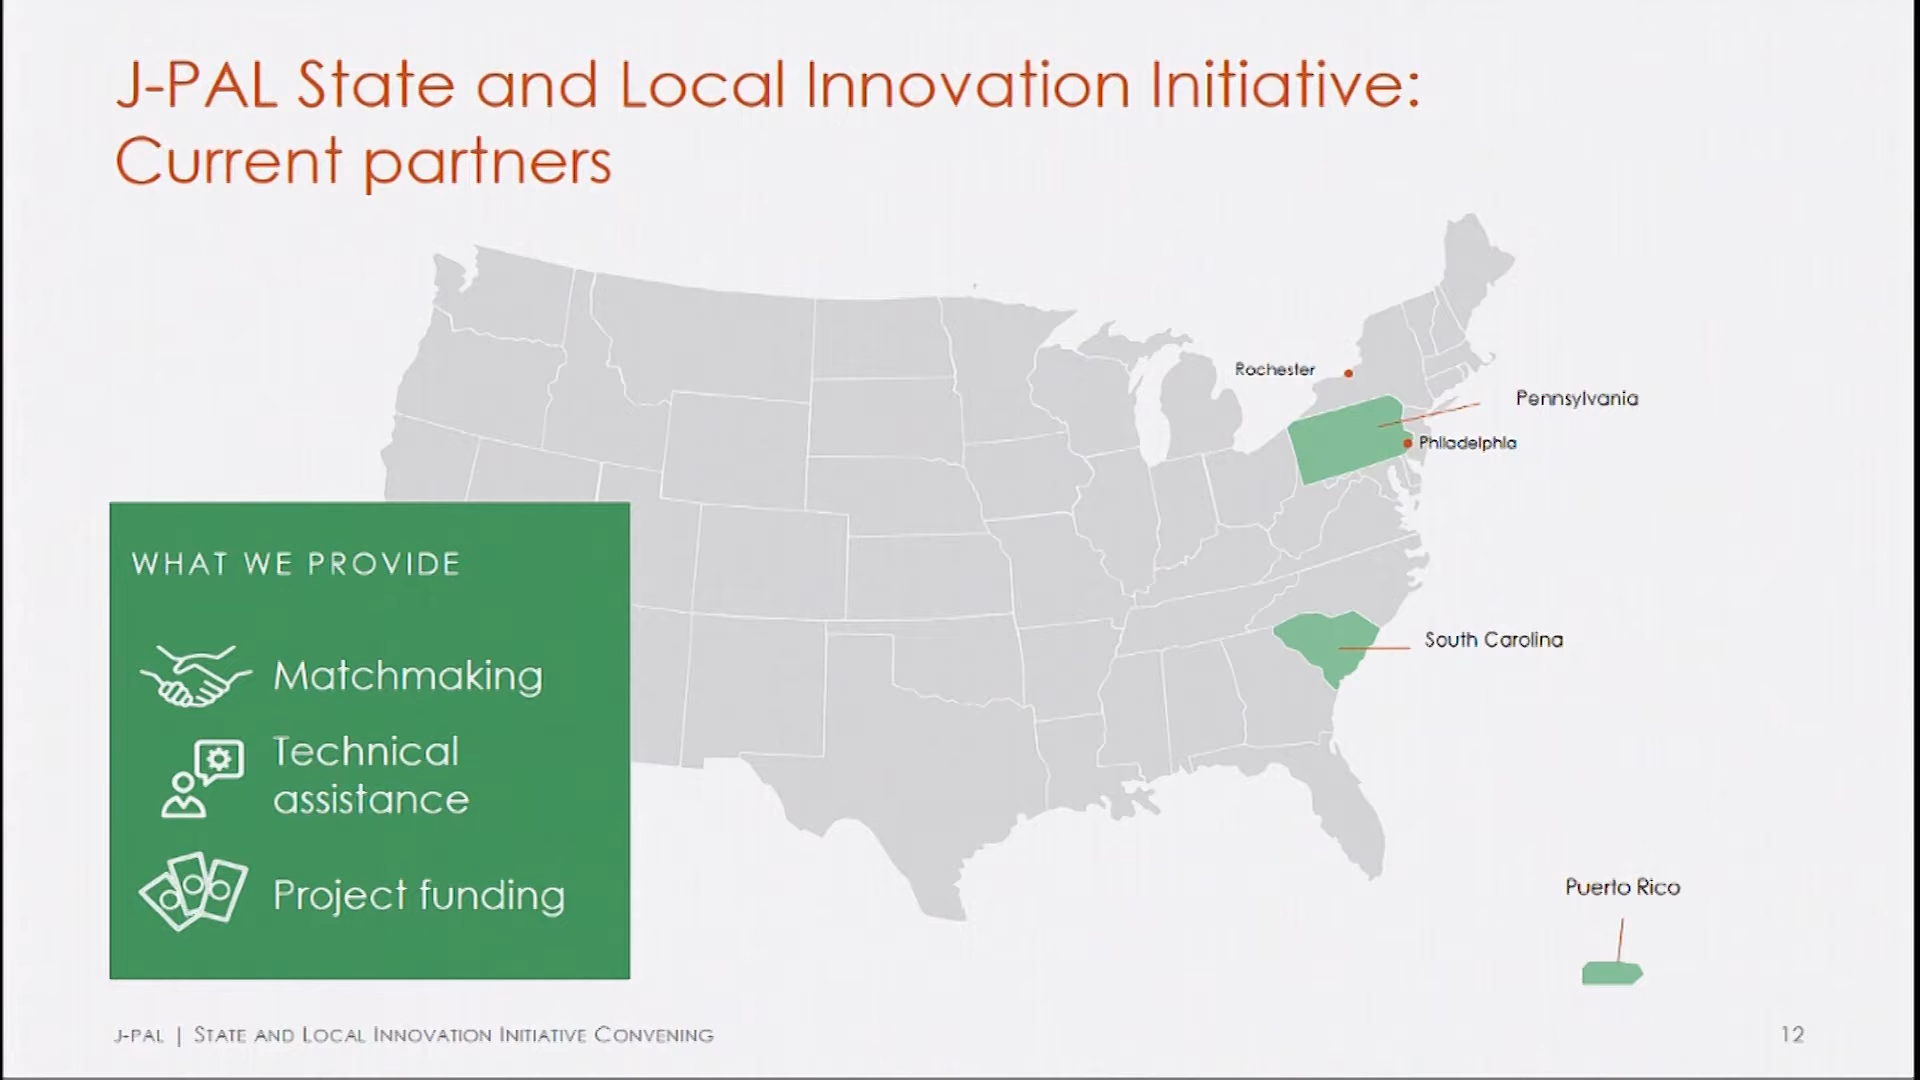 J-PAL State and Local Innovation Initiative:
Current partners
Rochester
Pennsylvania
Philadelphia
South Carolina
Puerto Rico
WHAT WE PROVIDE
Matchmaking
Technical
assistance
Project funding
J-PAL | STATE AND LOCAL INNOVATION INITIATIVE CONVENING
12